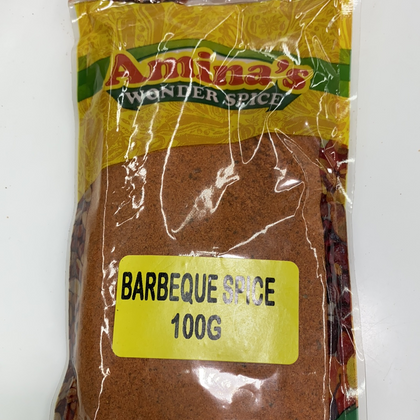 Amina's
WONDER SPICE
BARBEQUE SPICE
100G